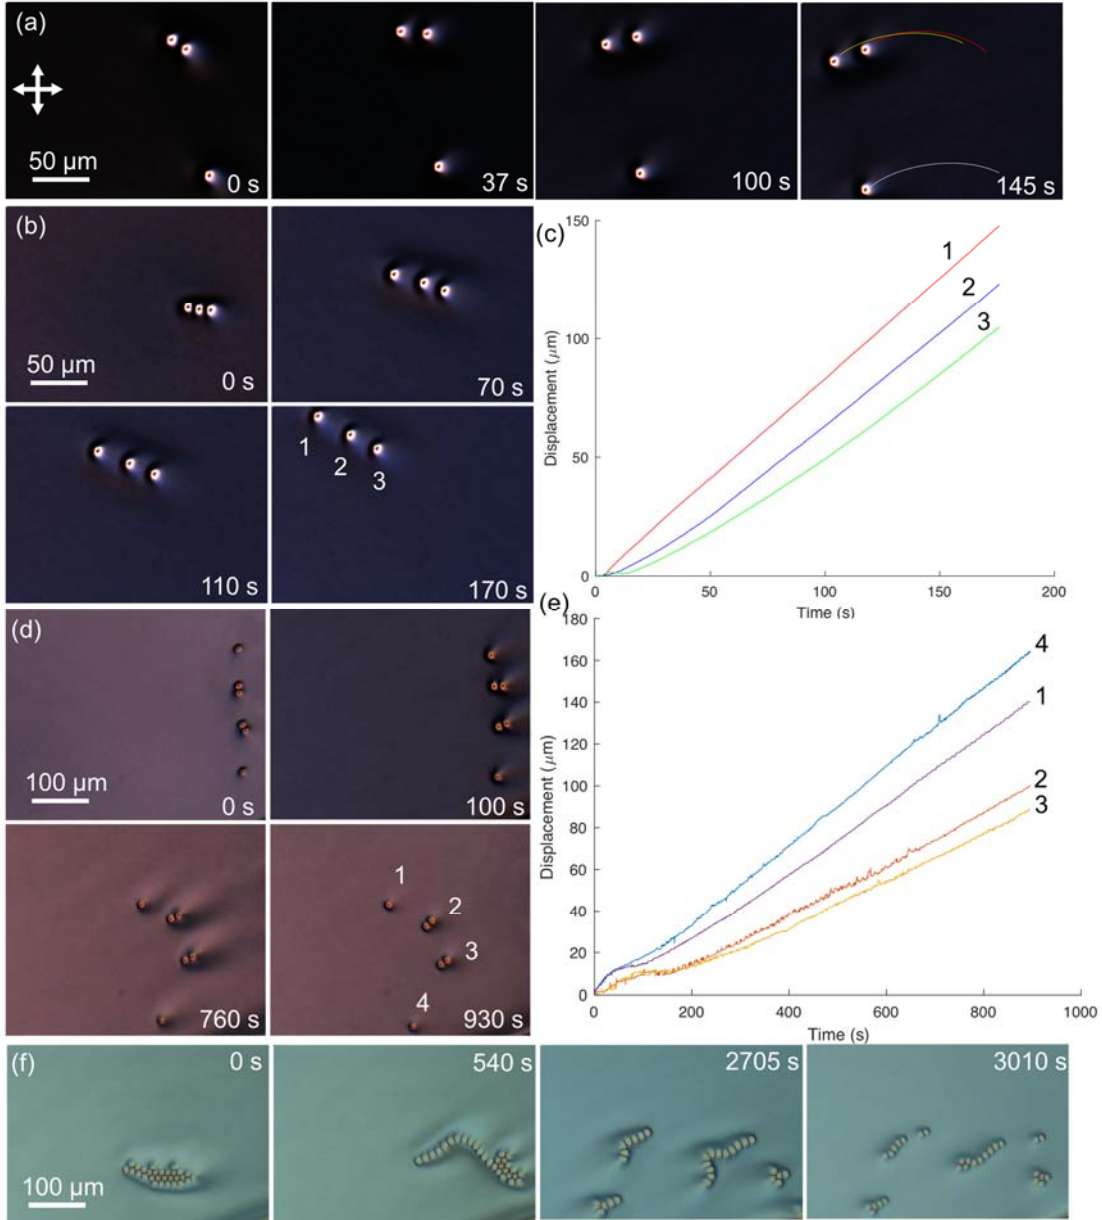 (a)
50 µm
0 s
37 s
100 s
145 s
(b)
50 µm
0 s
70 s
110 s
1
2
3
170 s
(c)
150
100
50
0
Displacement (µm)
1
2
3
0
50
100
150
200
Time (s)
(d)
100 µm
0 s
100 s
760 s
1
2
3
4
930 s
(e)
180
160
140
120
100
80
60
40
20
0
Displacement (µm)
4
1
2
3
0
200
400
600
800
1000
Time (s)
(f)
100 µm
0 s
540 s
2705 s
3010 s